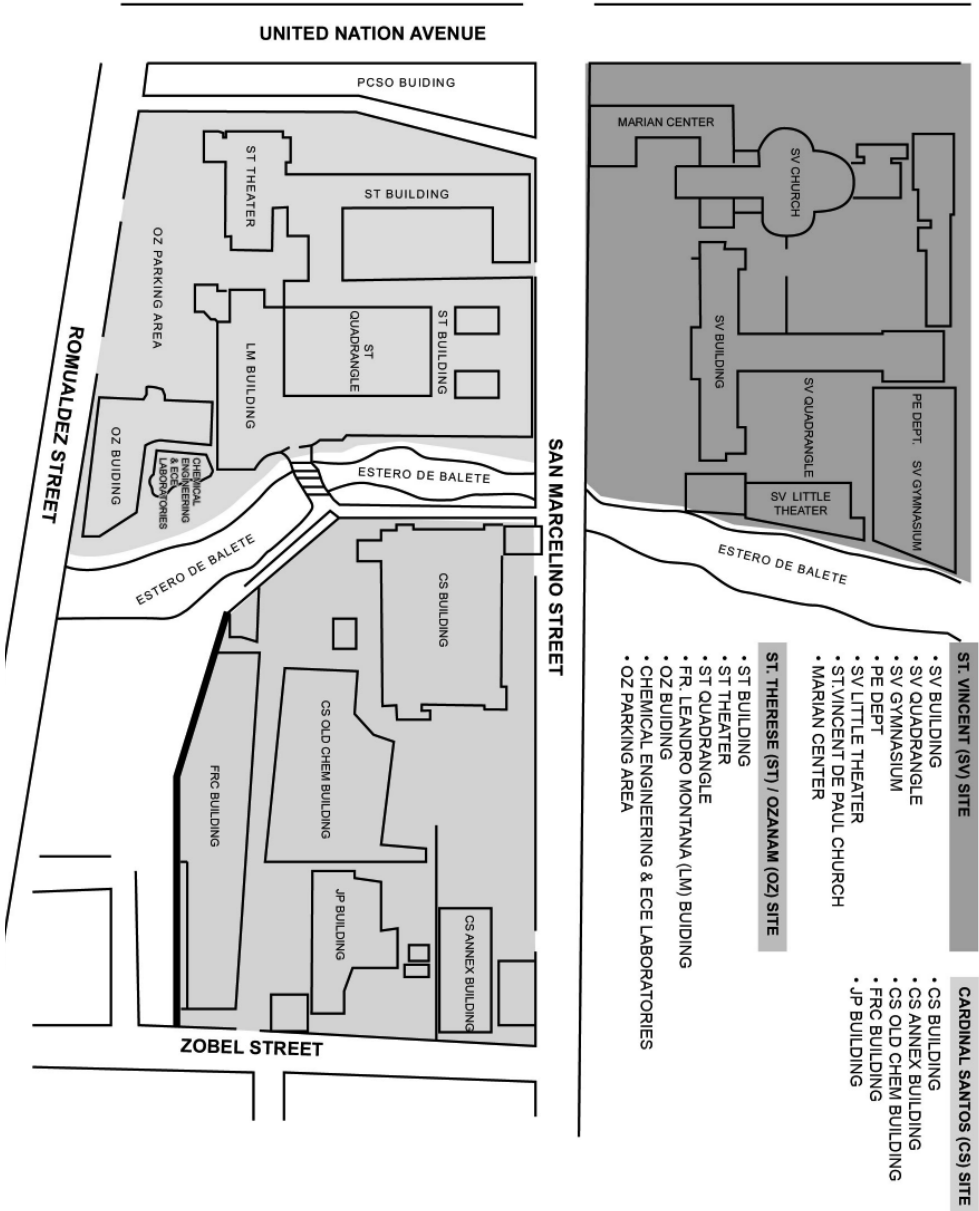 UNITED NATION AVENUE
PCSO BUIDING
MARIAN CENTER
SV CHURCH
ST THEATER
ST BUILDING
OZ PARKING AREA
ST
QUADRANGLE
ST BUILDING
LM BUILDING
SV BUILDING
SV QUADRANGLE
PE DEPT.
SV GYMNASIUM
SV LITTLE
THEATER
ROMUALDEZ STREET
OZ BUILDING
CHEMICAL
ENGINEERING
& ECE
LABORATORIES
ESTERO DE BALETE
SAN MARCELINO STREET
ESTERO DE BALETE
ESTERO DE BALETE
CS BUILDING
CS OLD CHEM BUILDING
FRC BUILDING
JP BUILDING
CS ANNEX BUILDING
ZOBEL STREET
ST. VINCENT (SV) SITE
• SV BUILDING
• SV QUADRANGLE
• SV GYMNASIUM
• PE DEPT
• SV LITTLE THEATER
• ST.VINCENT DE PAUL CHURCH
• MARIAN CENTER
ST. THERESE (ST) / OZANAM (OZ) SITE
• ST BUILDING
• ST THEATER
• ST QUADRANGLE
• FR. LEANDRO MONTANA (LM) BUIDING
• OZ BUIDING
• CHEMICAL ENGINEERING & ECE LABORATORIES
• OZ PARKING AREA
CARDINAL SANTOS (CS) SITE
• CS BUILDING
• CS ANNEX BUILDING
• CS OLD CHEM BUILDING
• FRC BUILDING
• JP BUILDING